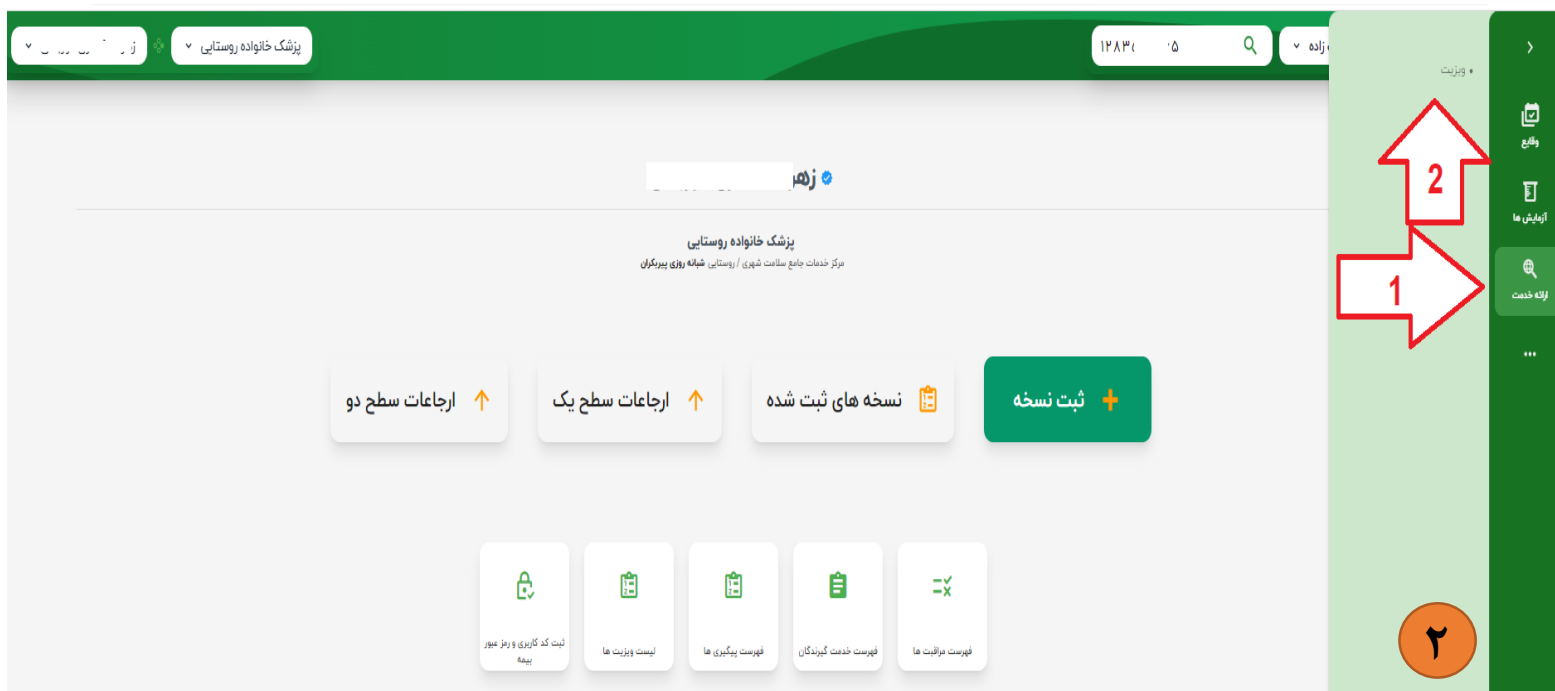 ویزیت
زاده
پزشک خانواده روستایی
وقایع
آزمایش ها
ارائه خدمت
2
1
پزشک خانواده روستایی
مرکز خدمات جامع سلامت شهری / روستایی شبانه روزی پیربکران
ثبت نسخه
نسخه های ثبت شده
ارجاعات سطح یک
ارجاعات سطح دو
فهرست مراقبت ها
فهرست خدمت گیرندگان
فهرست پیگیری ها
لیست ویزیت ها
ثبت کد کاربری و رمز عبور
بیمه
۲